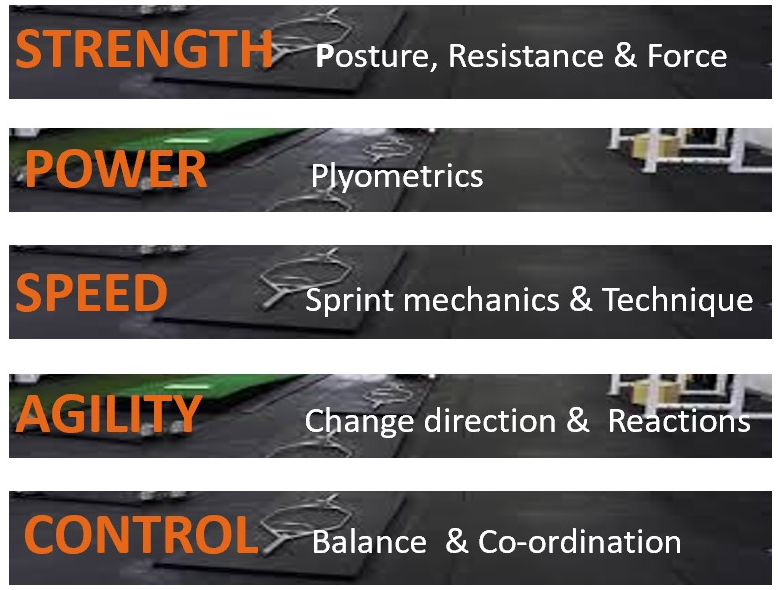 STRENGTH Posture, Resistance & Force
POWER Plyometrics
SPEED Sprint mechanics & Technique
AGILITY Change direction & Reactions
CONTROL Balance & Co-ordination